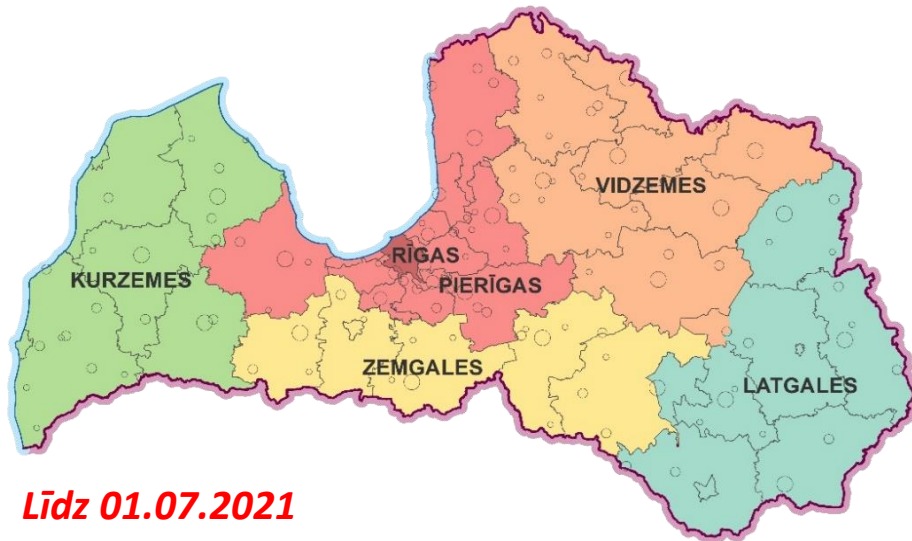 VIDZEMES
RĪGAS
KURZEMES
PIERĪGAS
ZEMGALES
LATGALES
Līdz 01.07.2021